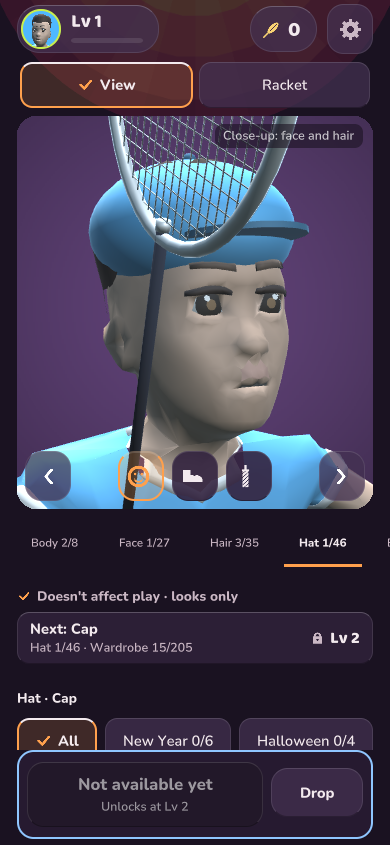 Lv 1
0
View
Racket
Close-up: face and hair
Body 2/8
Face 1/27
Hair 3/35
Hat 1/46
Doesn't affect play · looks only
Next: Cap
Hat 1/46 · Wardrobe 15/205
Lv 2
Hat · Cap
All
New Year 0/6
Halloween 0/4
Not available yet
Unlocks at Lv 2
Drop